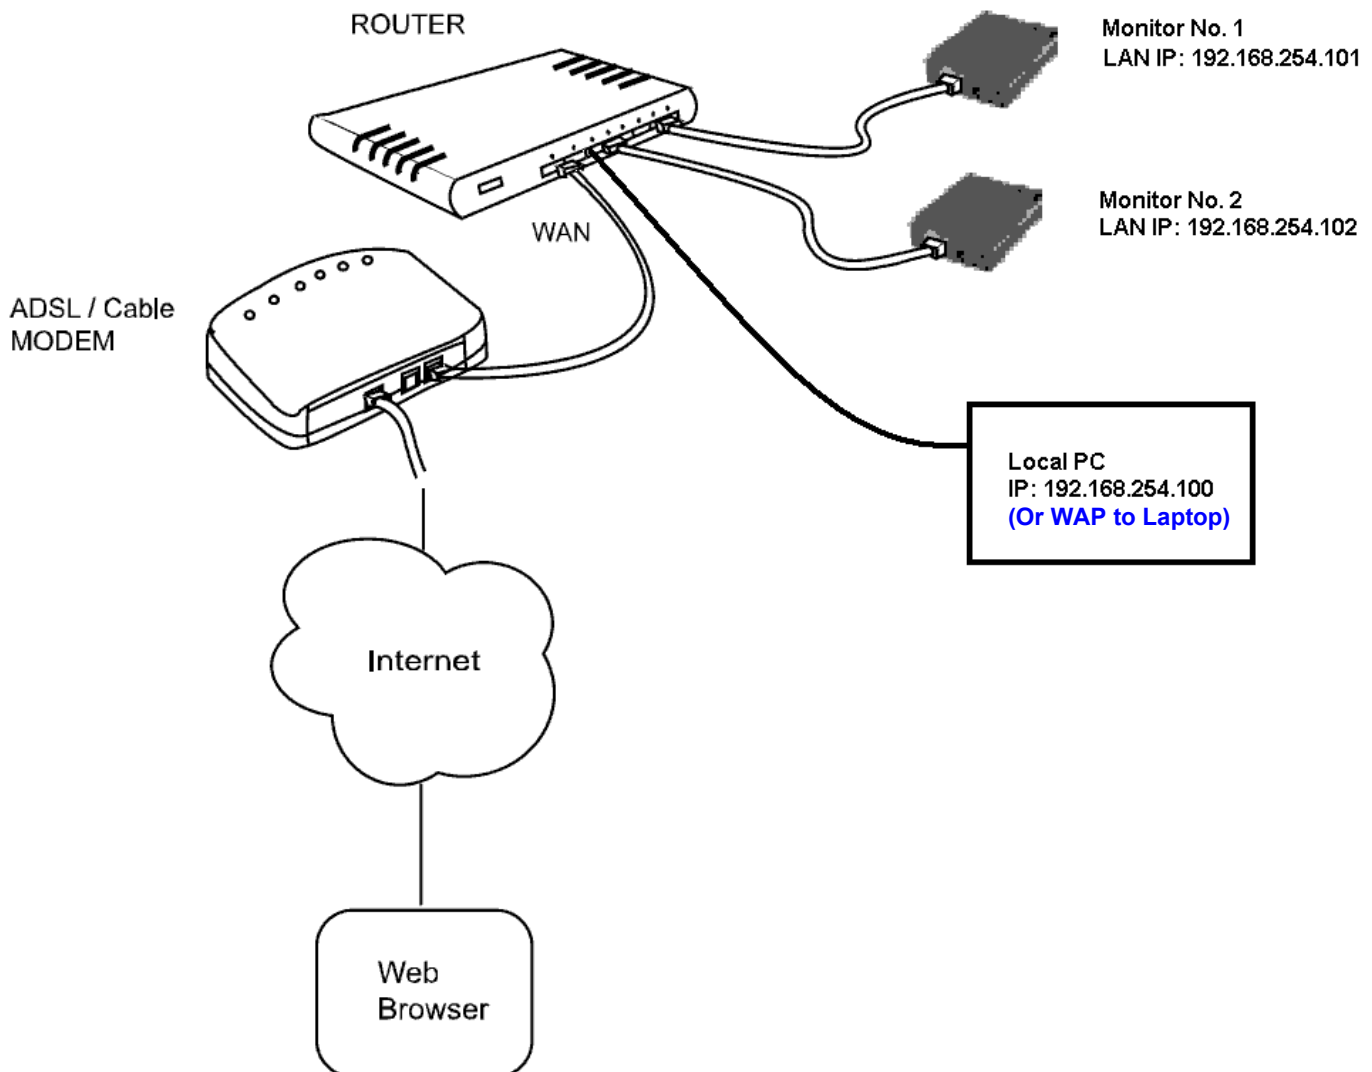 ROUTER
Monitor No. 1
LAN IP: 192.168.254.101
Monitor No. 2
LAN IP: 192.168.254.102
WAN
ADSL / Cable
MODEM
Local PC
IP: 192.168.254.100
(Or WAP to Laptop)
Internet
Web
Browser